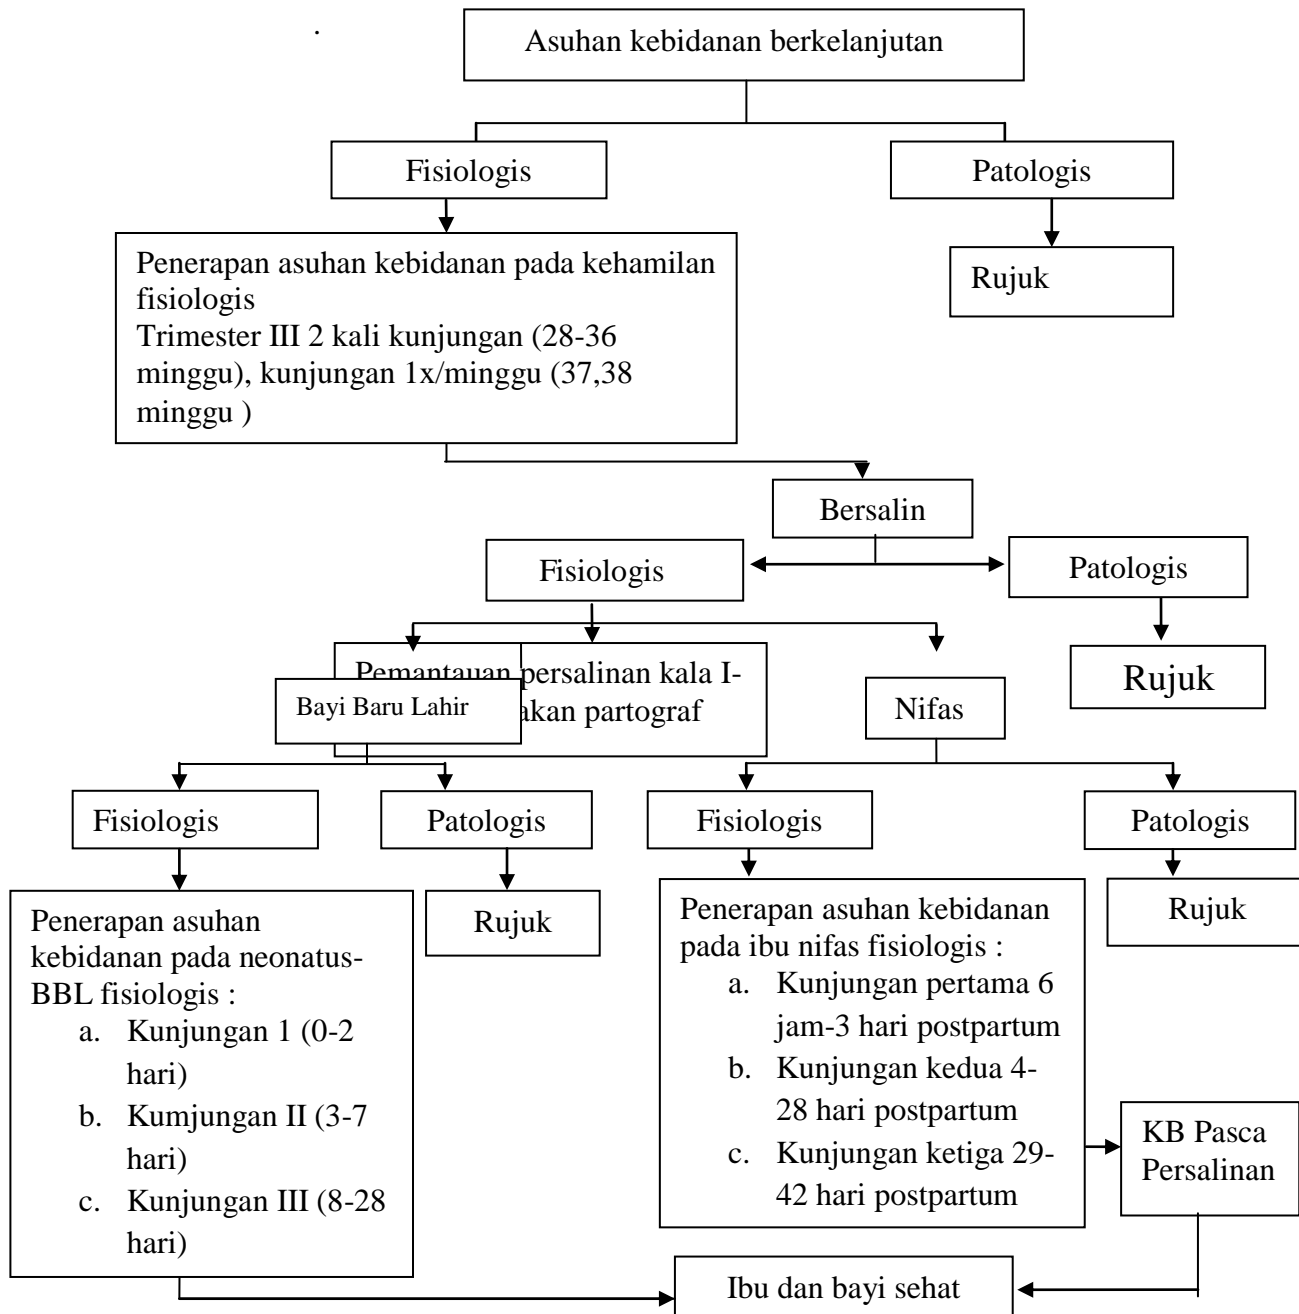 Asuhan kebidanan berkelanjutan
Fisiologis
Patologis
Penerapan asuhan kebidanan pada kehamilan
fisiologis
Trimester III 2 kali kunjungan (28-36
minggu), kunjungan 1x/minggu (37,38
minggu )
Rujuk
Bersalin
Fisiologis
Patologis
Pemantauan persalinan kala I-
partograf
Bayi Baru Lahir
Nifas
Rujuk
Fisiologis
Patologis
Fisiologis
Patologis
Penerapan asuhan
kebidanan pada neonatus-
BBL fisiologis :
a. Kunjungan 1 (0-2
hari)
b. Kumjungan II (3-7
hari)
c. Kunjungan III (8-28
hari)
Rujuk
Penerapan asuhan kebidanan
pada ibu nifas fisiologis :
a. Kunjungan pertama 6
jam-3 hari postpartum
b. Kunjungan kedua 4-
28 hari postpartum
c. Kunjungan ketiga 29-
42 hari postpartum
Rujuk
KB Pasca
Persalinan
Ibu dan bayi sehat